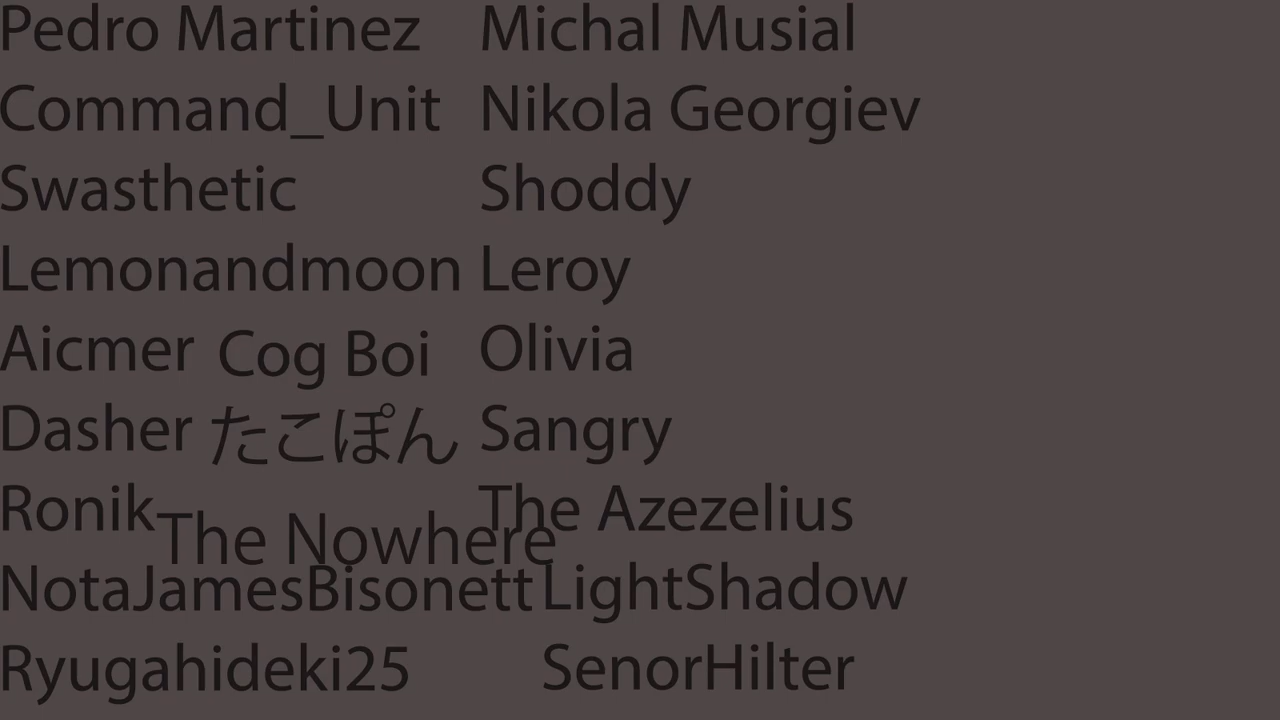 Pedro Martinez Michal Musial
Command_Unit Nikola Georgiev
Swasthetic Shoddy
Lemonandmoon Leroy
Aicmer Cog Boi Olivia
Dasher たこぽん Sangry
Ronik The Azezelius
The Nowhere
NotaJamesBisonett LightShadow
Ryugahideki25 SenorHilter